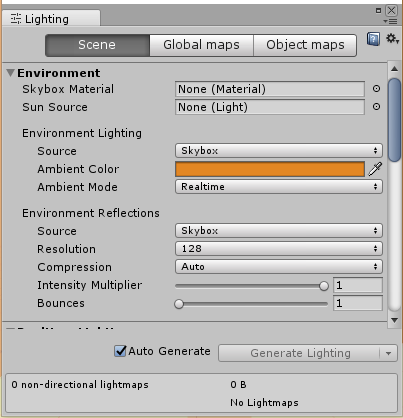 Lighting
Scene Global maps Object maps
Environment
Skybox Material None (Material)
Sun Source None (Light)
Environment Lighting
Source Skybox
Ambient Color
Ambient Mode Realtime
Environment Reflections
Source Skybox
Resolution 128
Compression Auto
Intensity Multiplier 1
Bounces 1
Auto Generate Generate Lighting
0 non-directional lightmaps 0 B
No Lightmaps